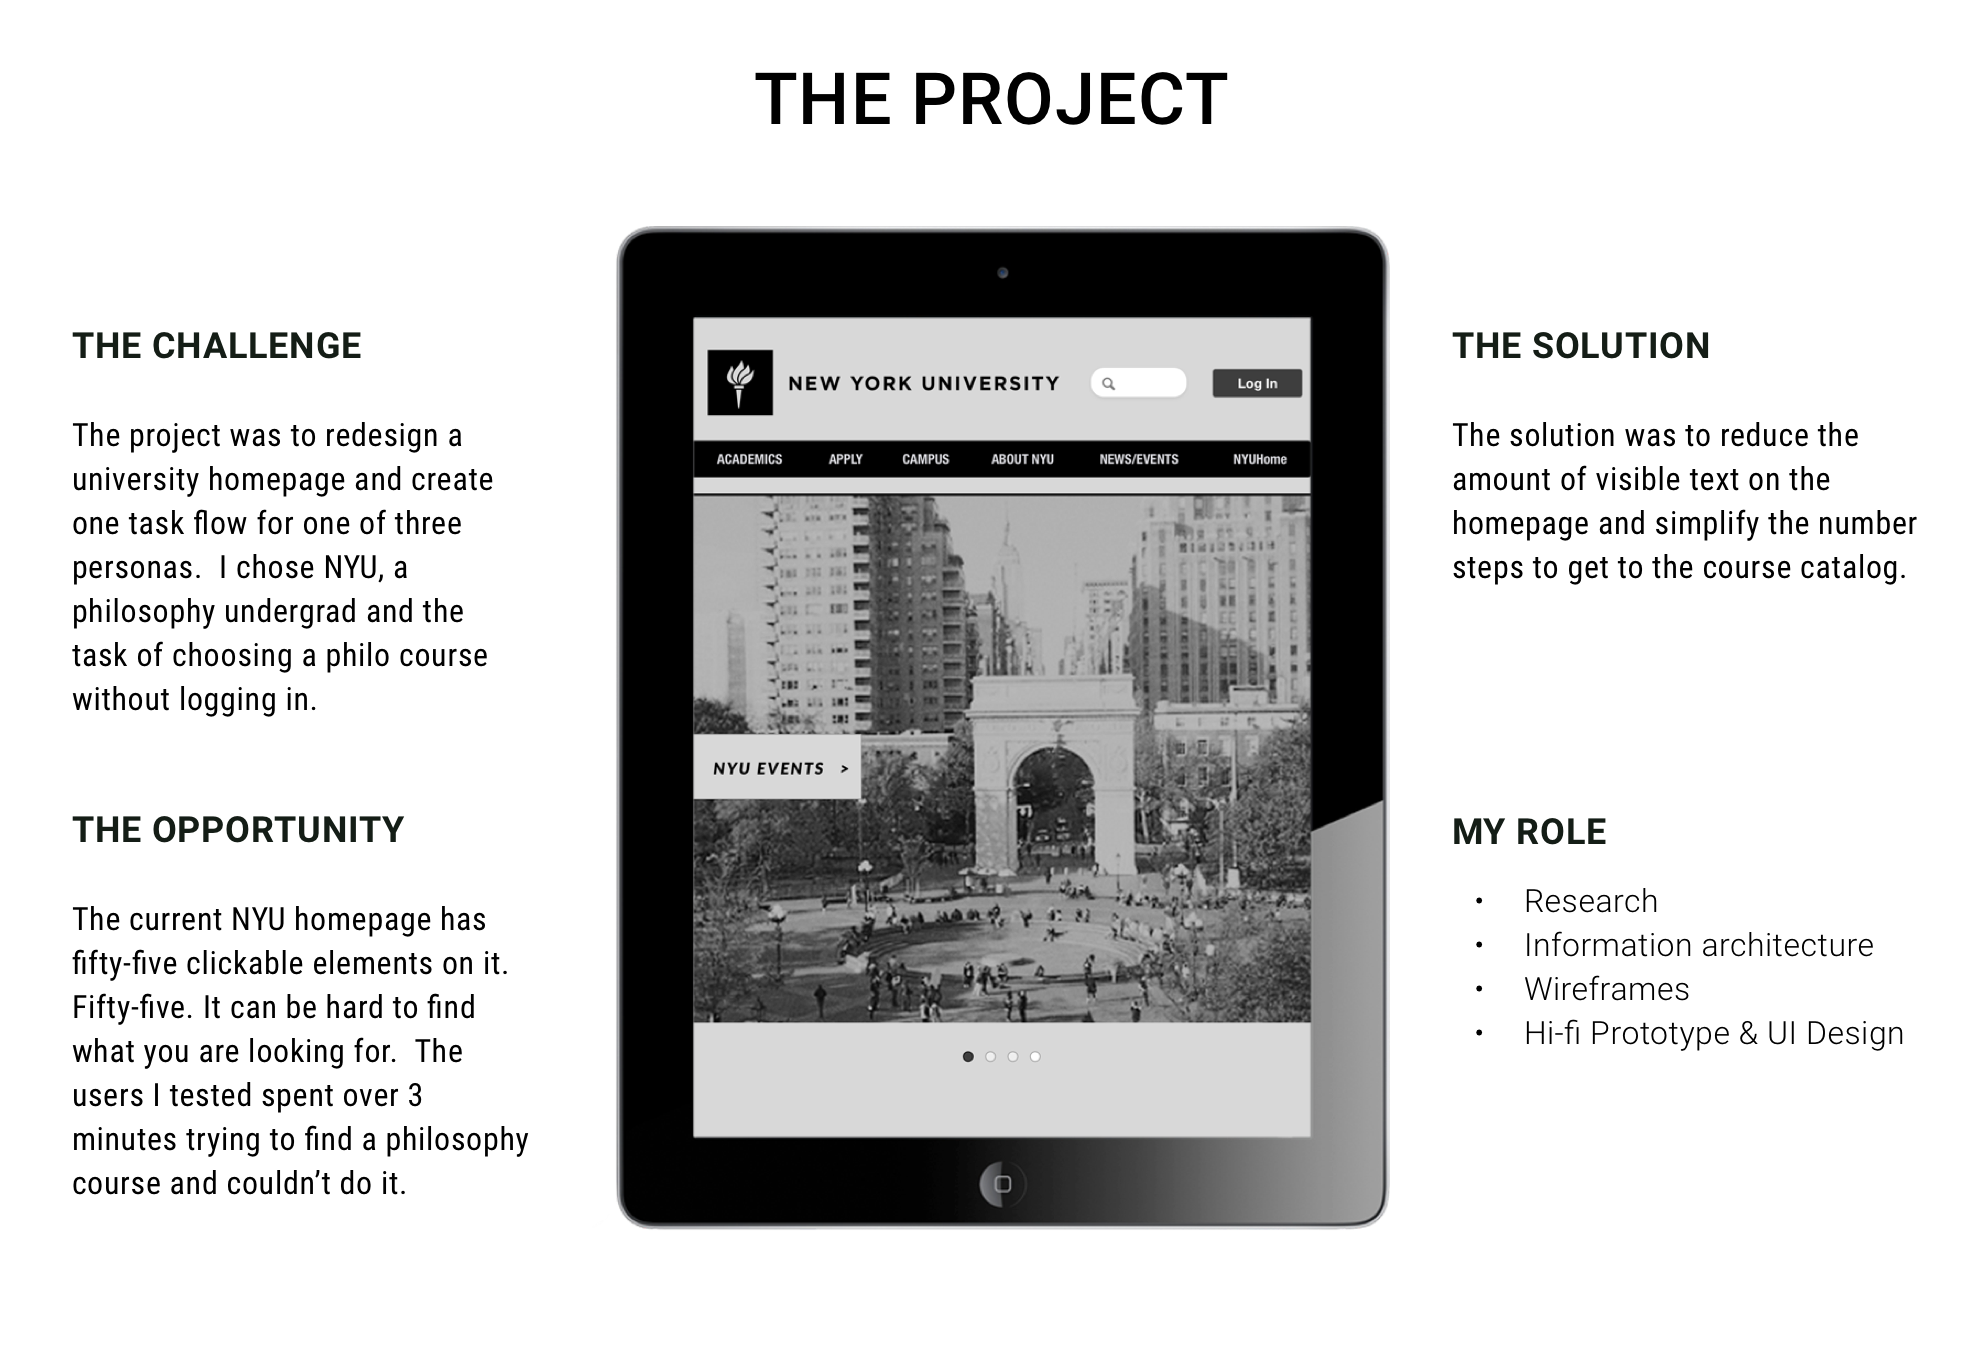 THE PROJECT
THE CHALLENGE
The project was to redesign a
university homepage and create
one task flow for one of three
personas.  I chose NYU, a
philosophy undergrad and the
task of choosing a philo course
without logging in.
THE OPPORTUNITY
The current NYU homepage has
fifty-five clickable elements on it.
Fifty-five. It can be hard to find
what you are looking for.  The
users I tested spent over 3
minutes trying to find a philosophy
course and couldn’t do it.
NEW YORK UNIVERSITY
Log In
ACADEMICS APPLY CAMPUS ABOUT NYU NEWS/EVENTS NYUHome
NYU EVENTS >
THE SOLUTION
The solution was to reduce the
amount of visible text on the
homepage and simplify the number
steps to get to the course catalog.
MY ROLE
• Research
• Information architecture
• Wireframes
• Hi-fi Prototype & UI Design